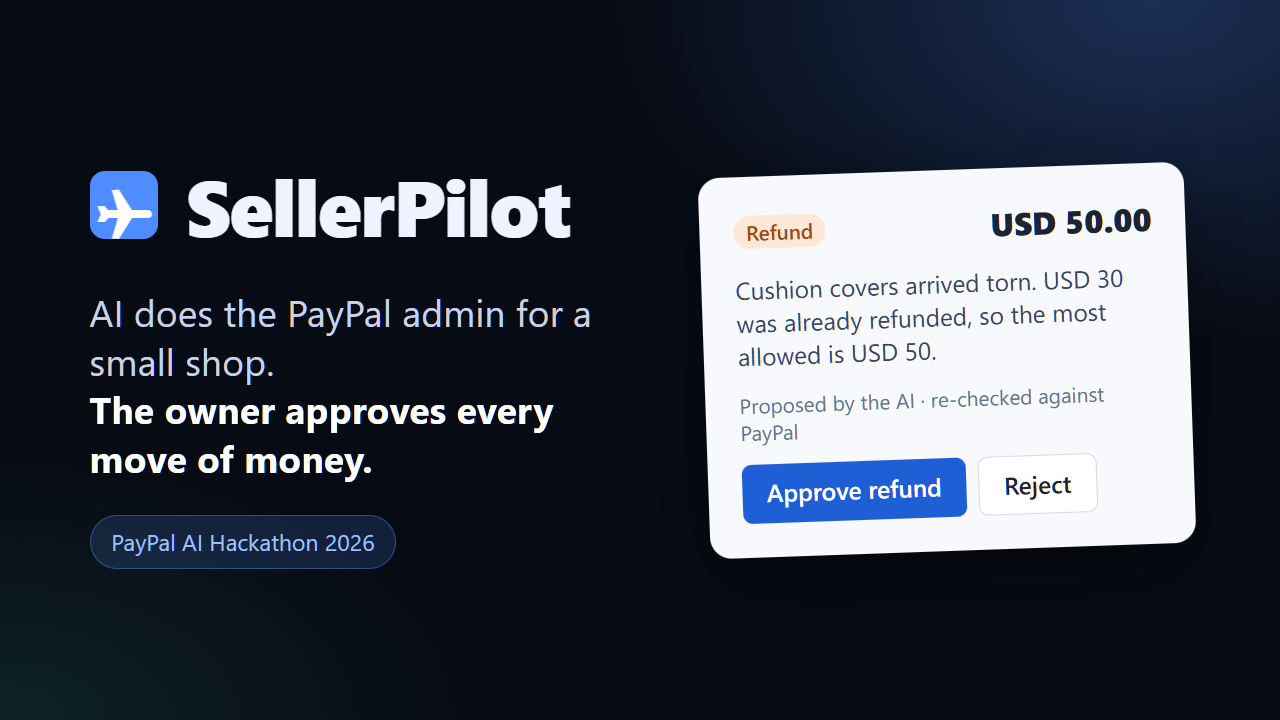 SellerPilot
AI does the PayPal admin for a
small shop.
The owner approves every
move of money.
PayPal AI Hackathon 2026
Refund
USD 50.00
Cushion covers arrived torn. USD 30
was already refunded, so the most
allowed is USD 50.
Proposed by the AI · re-checked against
PayPal
Approve refund
Reject